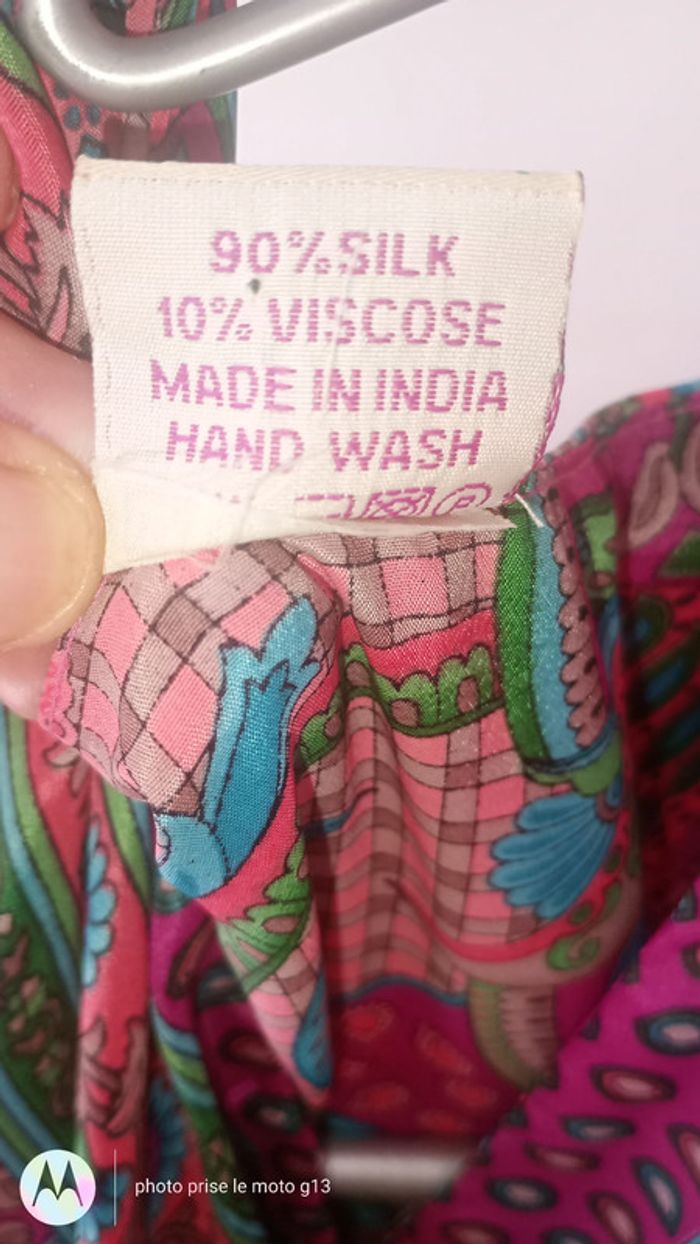 90% SILK
10% VISCOSE
MADE IN INDIA
HAND WASH
P
photo prise le moto g13